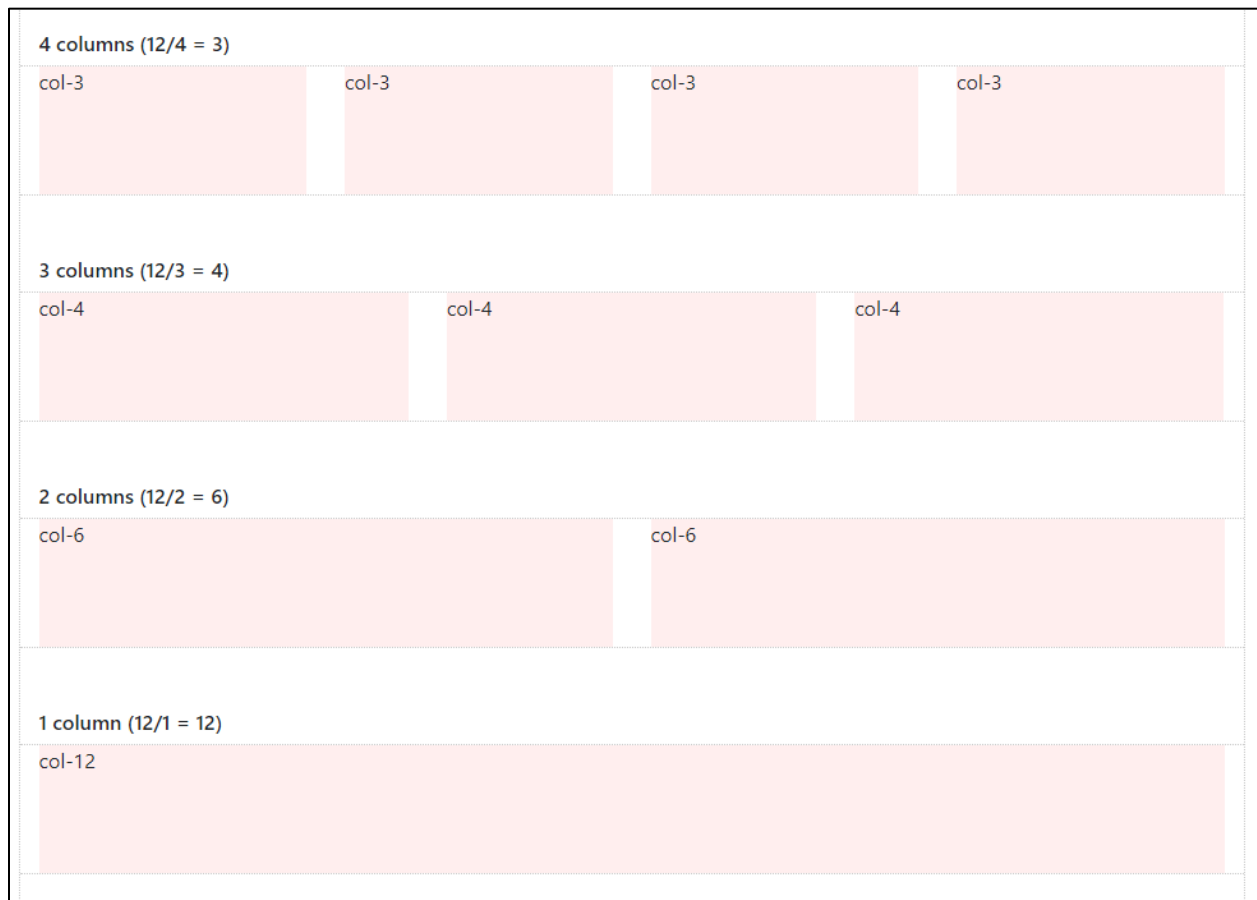 4 columns (12/4 = 3)
col-3 col-3 col-3 col-3
3 columns (12/3 = 4)
col-4 col-4 col-4
2 columns (12/2 = 6)
col-6 col-6
1 column (12/1 = 12)
col-12